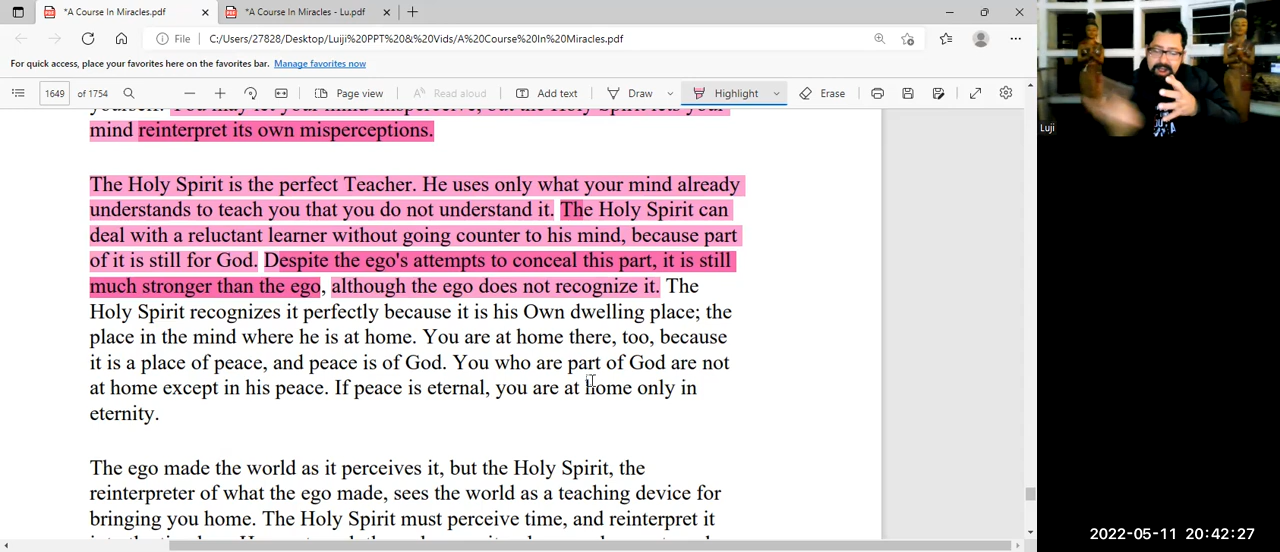 *A Course In Miracles.pdf
*A Course In Miracles - Lu.pdf
File
C:/Users/27828/Desktop/Luiji%20PPT%20&%20Vids/A%20Course%20In%20Miracles.pdf
For quick access, place your favorites here on the favorites bar. Manage favorites now
1649 of 1754
Page view
Read aloud
Add text
Draw
Highlight
Erase
mind reinterpret its own misperceptions.
The Holy Spirit is the perfect Teacher. He uses only what your mind already
understands to teach you that you do not understand it. The Holy Spirit can
deal with a reluctant learner without going counter to his mind, because part
of it is still for God. Despite the ego's attempts to conceal this part, it is still
much stronger than the ego, although the ego does not recognize it. The
Holy Spirit recognizes it perfectly because it is his Own dwelling place; the
place in the mind where he is at home. You are at home there, too, because
it is a place of peace, and peace is of God. You who are part of God are not
at home except in his peace. If peace is eternal, you are at home only in
eternity.
The ego made the world as it perceives it, but the Holy Spirit, the
reinterpreter of what the ego made, sees the world as a teaching device for
bringing you home. The Holy Spirit must perceive time, and reinterpret it
Luji
2022-05-11 20:42:27